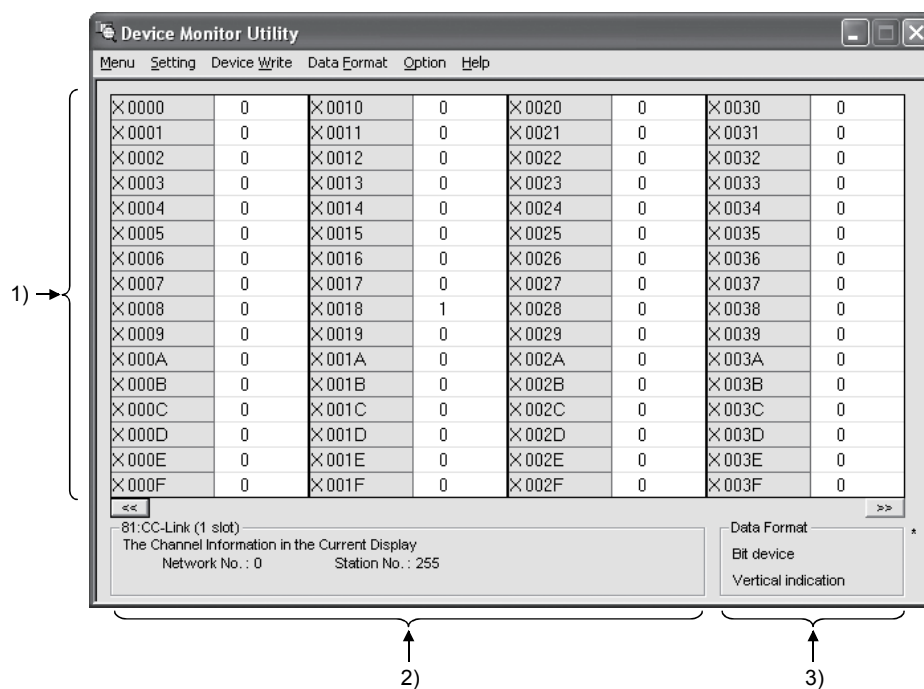 Device Monitor Utility
Menu Setting Device Write Data Format Option Help
X0000 0 X0010 0 X0020 0 X0030 0
X0001 0 X0011 0 X0021 0 X0031 0
X0002 0 X0012 0 X0022 0 X0032 0
X0003 0 X0013 0 X0023 0 X0033 0
X0004 0 X0014 0 X0024 0 X0034 0
X0005 0 X0015 0 X0025 0 X0035 0
X0006 0 X0016 0 X0026 0 X0036 0
X0007 0 X0017 0 X0027 0 X0037 0
1)
X0008 0 X0018 1 X0028 0 X0038 0
X0009 0 X0019 0 X0029 0 X0039 0
X000A 0 X001A 0 X002A 0 X003A 0
X000B 0 X001B 0 X002B 0 X003B 0
X000C 0 X001C 0 X002C 0 X003C 0
X000D 0 X001D 0 X002D 0 X003D 0
X000E 0 X001E 0 X002E 0 X003E 0
X000F 0 X001F 0 X002F 0 X003F 0
<< >>
81:CC-Link (1 slot)
The Channel Information in the Current Display
Network No. : 0 Station No. : 255
Data Format *
Bit device
Vertical indication
2) 3)